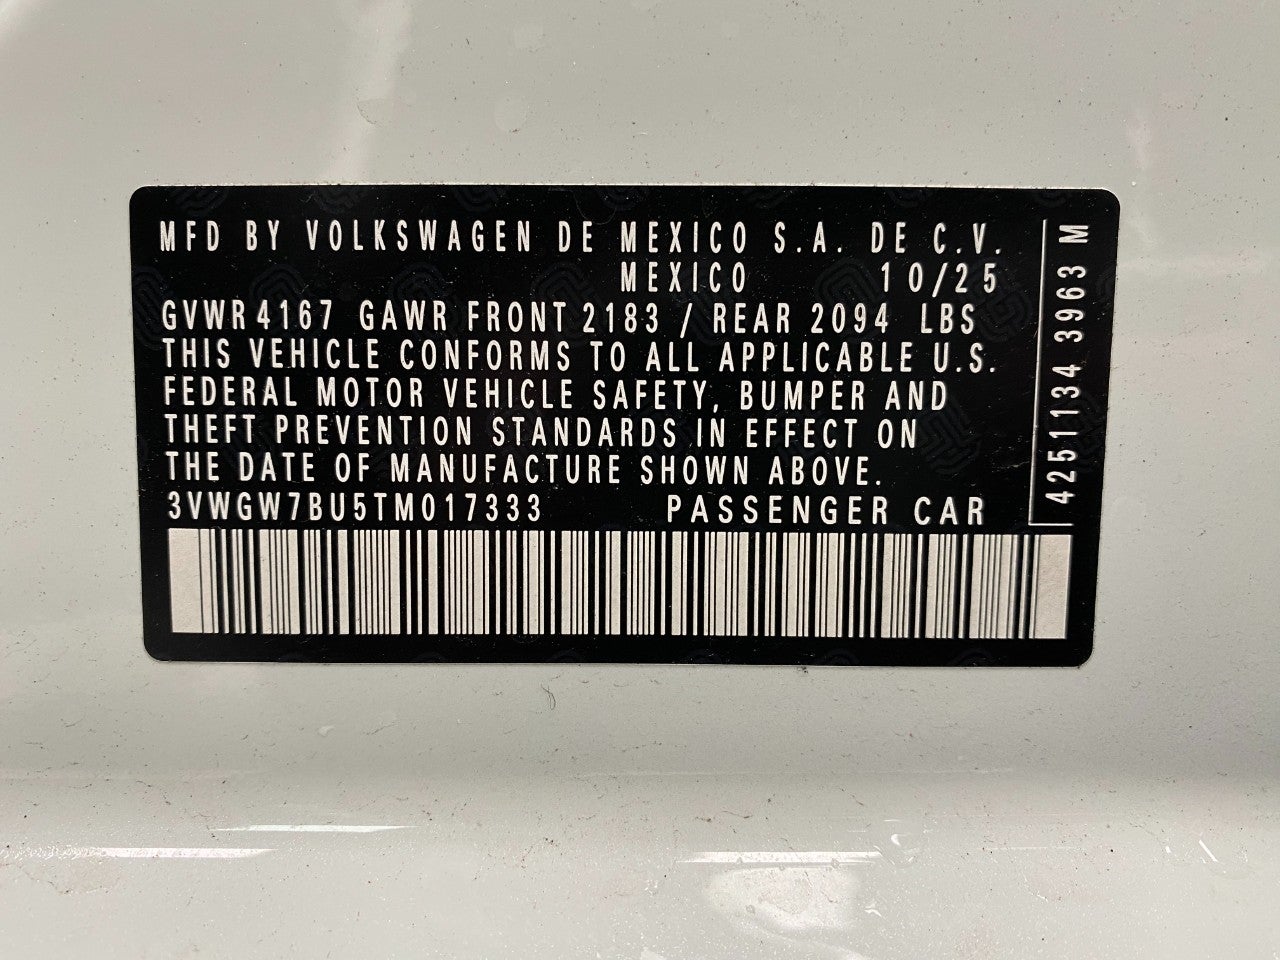 MFD BY VOLKSWAGEN DE MEXICO S.A. DE C.V.
MEXICO 10/25
GVWR 4167 GAWR FRONT 2183 / REAR 2094 LBS
THIS VEHICLE CONFORMS TO ALL APPLICABLE U.S.
FEDERAL MOTOR VEHICLE SAFETY, BUMPER AND
THEFT PREVENTION STANDARDS IN EFFECT ON
THE DATE OF MANUFACTURE SHOWN ABOVE.
3VWGW7BU5TM017333 PASSENGER CAR
4251134 3963 M